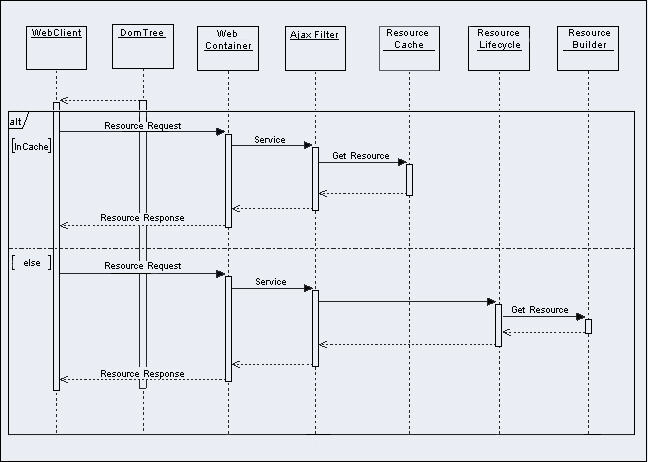 WebClient
DomTree
Web
Container
Ajax Filter
Resource
Cache
Resource
Lifecycle
Resource
Builder
alt
[InCache]
Resource Request
Service
Get Resource
Resource Response
[ else ]
Resource Request
Service
Get Resource
Resource Response